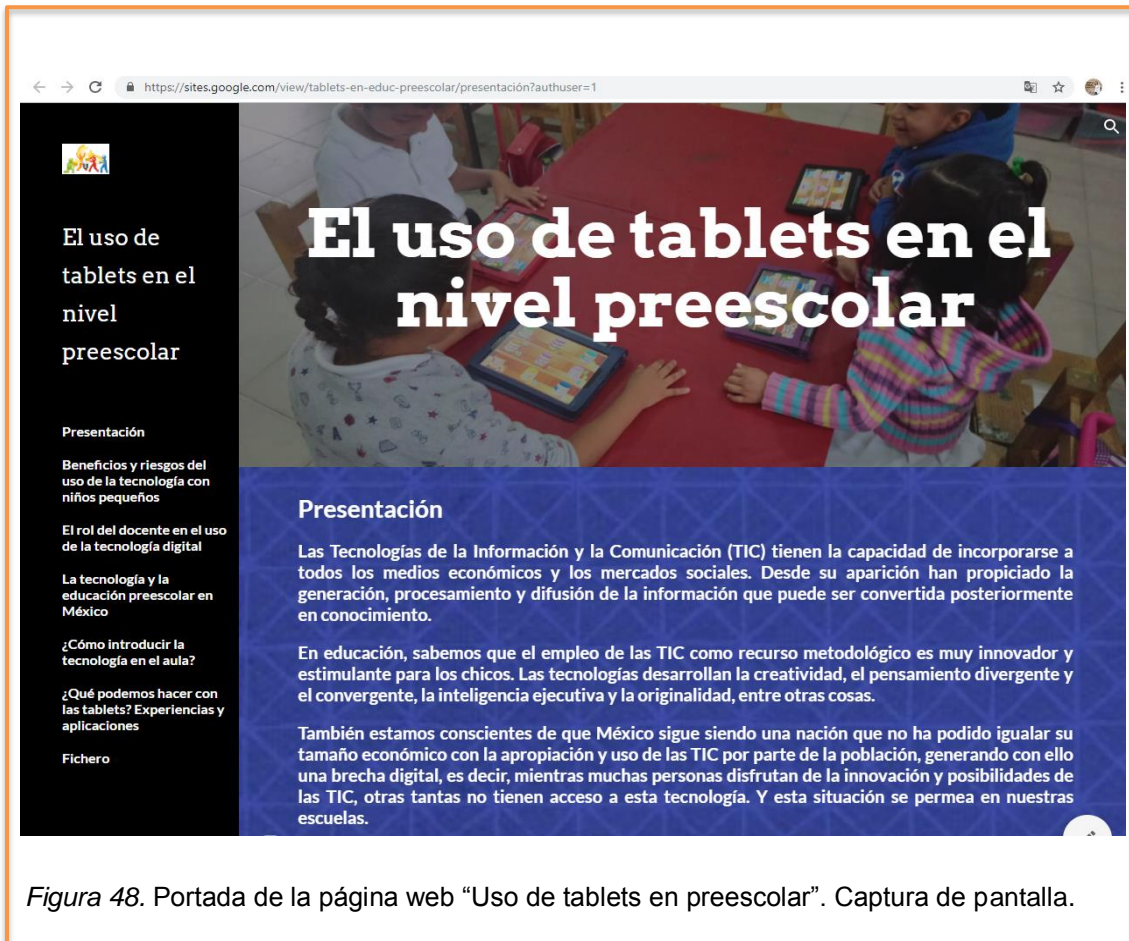 https://sites.google.com/view/tablets-en-educ-preescolar/presentación?authuser=1
El uso de
tablets en el
nivel
preescolar
Presentación
Beneficios y riesgos del
uso de la tecnología con
niños pequeños
El rol del docente en el uso
de la tecnología digital
La tecnología y la
educación preescolar en
México
¿Cómo introducir la
tecnología en el aula?
¿Qué podemos hacer con
las tablets? Experiencias y
aplicaciones
Fichero
El uso de tablets en el
nivel preescolar
Presentación
Las Tecnologías de la Información y la Comunicación (TIC) tienen la capacidad de incorporarse a
todos los medios económicos y los mercados sociales. Desde su aparición han propiciado la
generación, procesamiento y difusión de la información que puede ser convertida posteriormente
en conocimiento.
En educación, sabemos que el empleo de las TIC como recurso metodológico es muy innovador y
estimulante para los chicos. Las tecnologías desarrollan la creatividad, el pensamiento divergente y
el convergente, la inteligencia ejecutiva y la originalidad, entre otras cosas.
También estamos conscientes de que México sigue siendo una nación que no ha podido igualar su
tamaño económico con la apropiación y uso de las TIC por parte de la población, generando con ello
una brecha digital, es decir, mientras muchas personas disfrutan de la innovación y posibilidades de
las TIC, otras tantas no tienen acceso a esta tecnología. Y esta situación se permea en nuestras
escuelas.
Figura 48. Portada de la página web “Uso de tablets en preescolar”. Captura de pantalla.